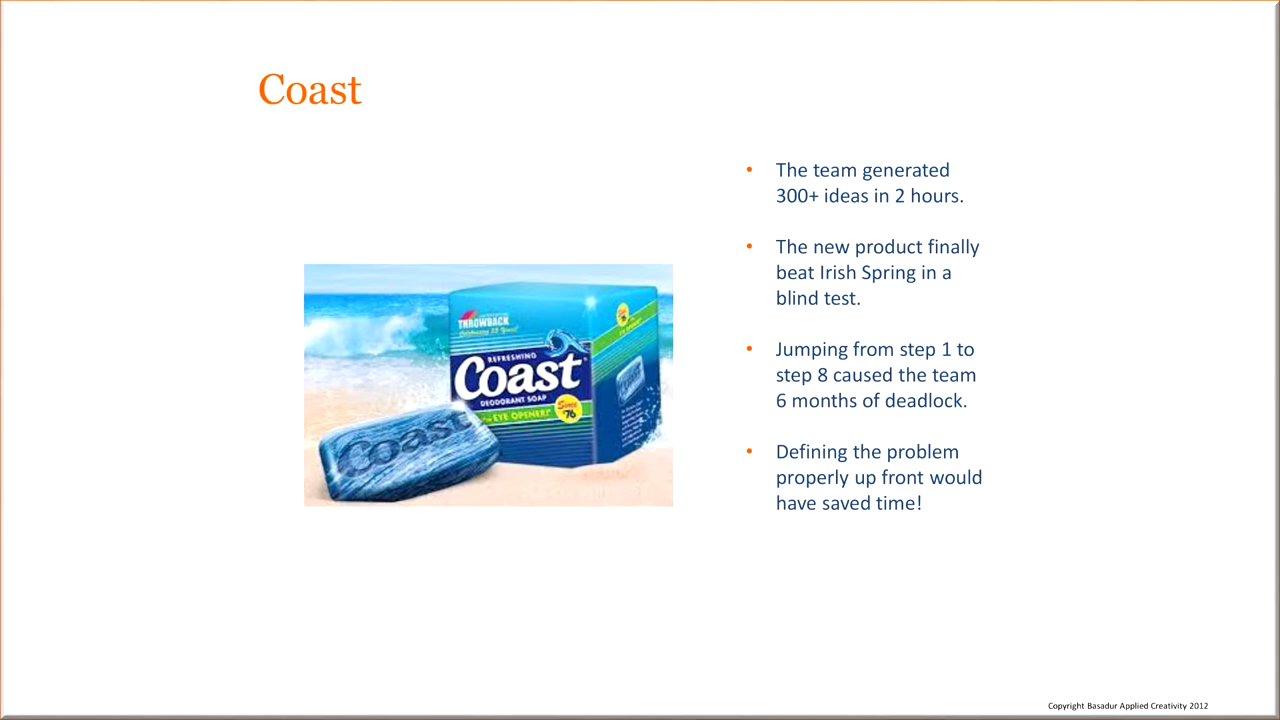 Coast
• The team generated
300+ ideas in 2 hours.
• The new product finally
beat Irish Spring in a
blind test.
• Jumping from step 1 to
step 8 caused the team
6 months of deadlock.
• Defining the problem
properly up front would
have saved time!
THROWBACK
REFRESHING
Coast
DEODORANT SOAP
EYE OPENER!
Since
'76
Coast
Copyright Basadur Applied Creativity 2012